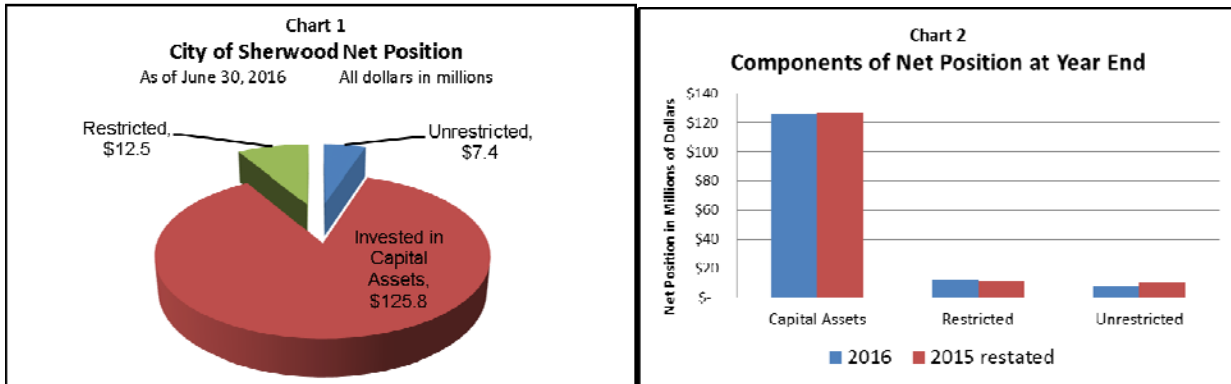 Chart 1
City of Sherwood Net Position
As of June 30, 2016 All dollars in millions
Restricted,
$12.5
Unrestricted,
$7.4
Invested in
Capital
Assets,
$125.8
Chart 2
Components of Net Position at Year End
Net Position in Millions of Dollars
$140
$120
$100
$80
$60
$40
$20
$-
Capital Assets
Restricted
Unrestricted
2016
2015 restated